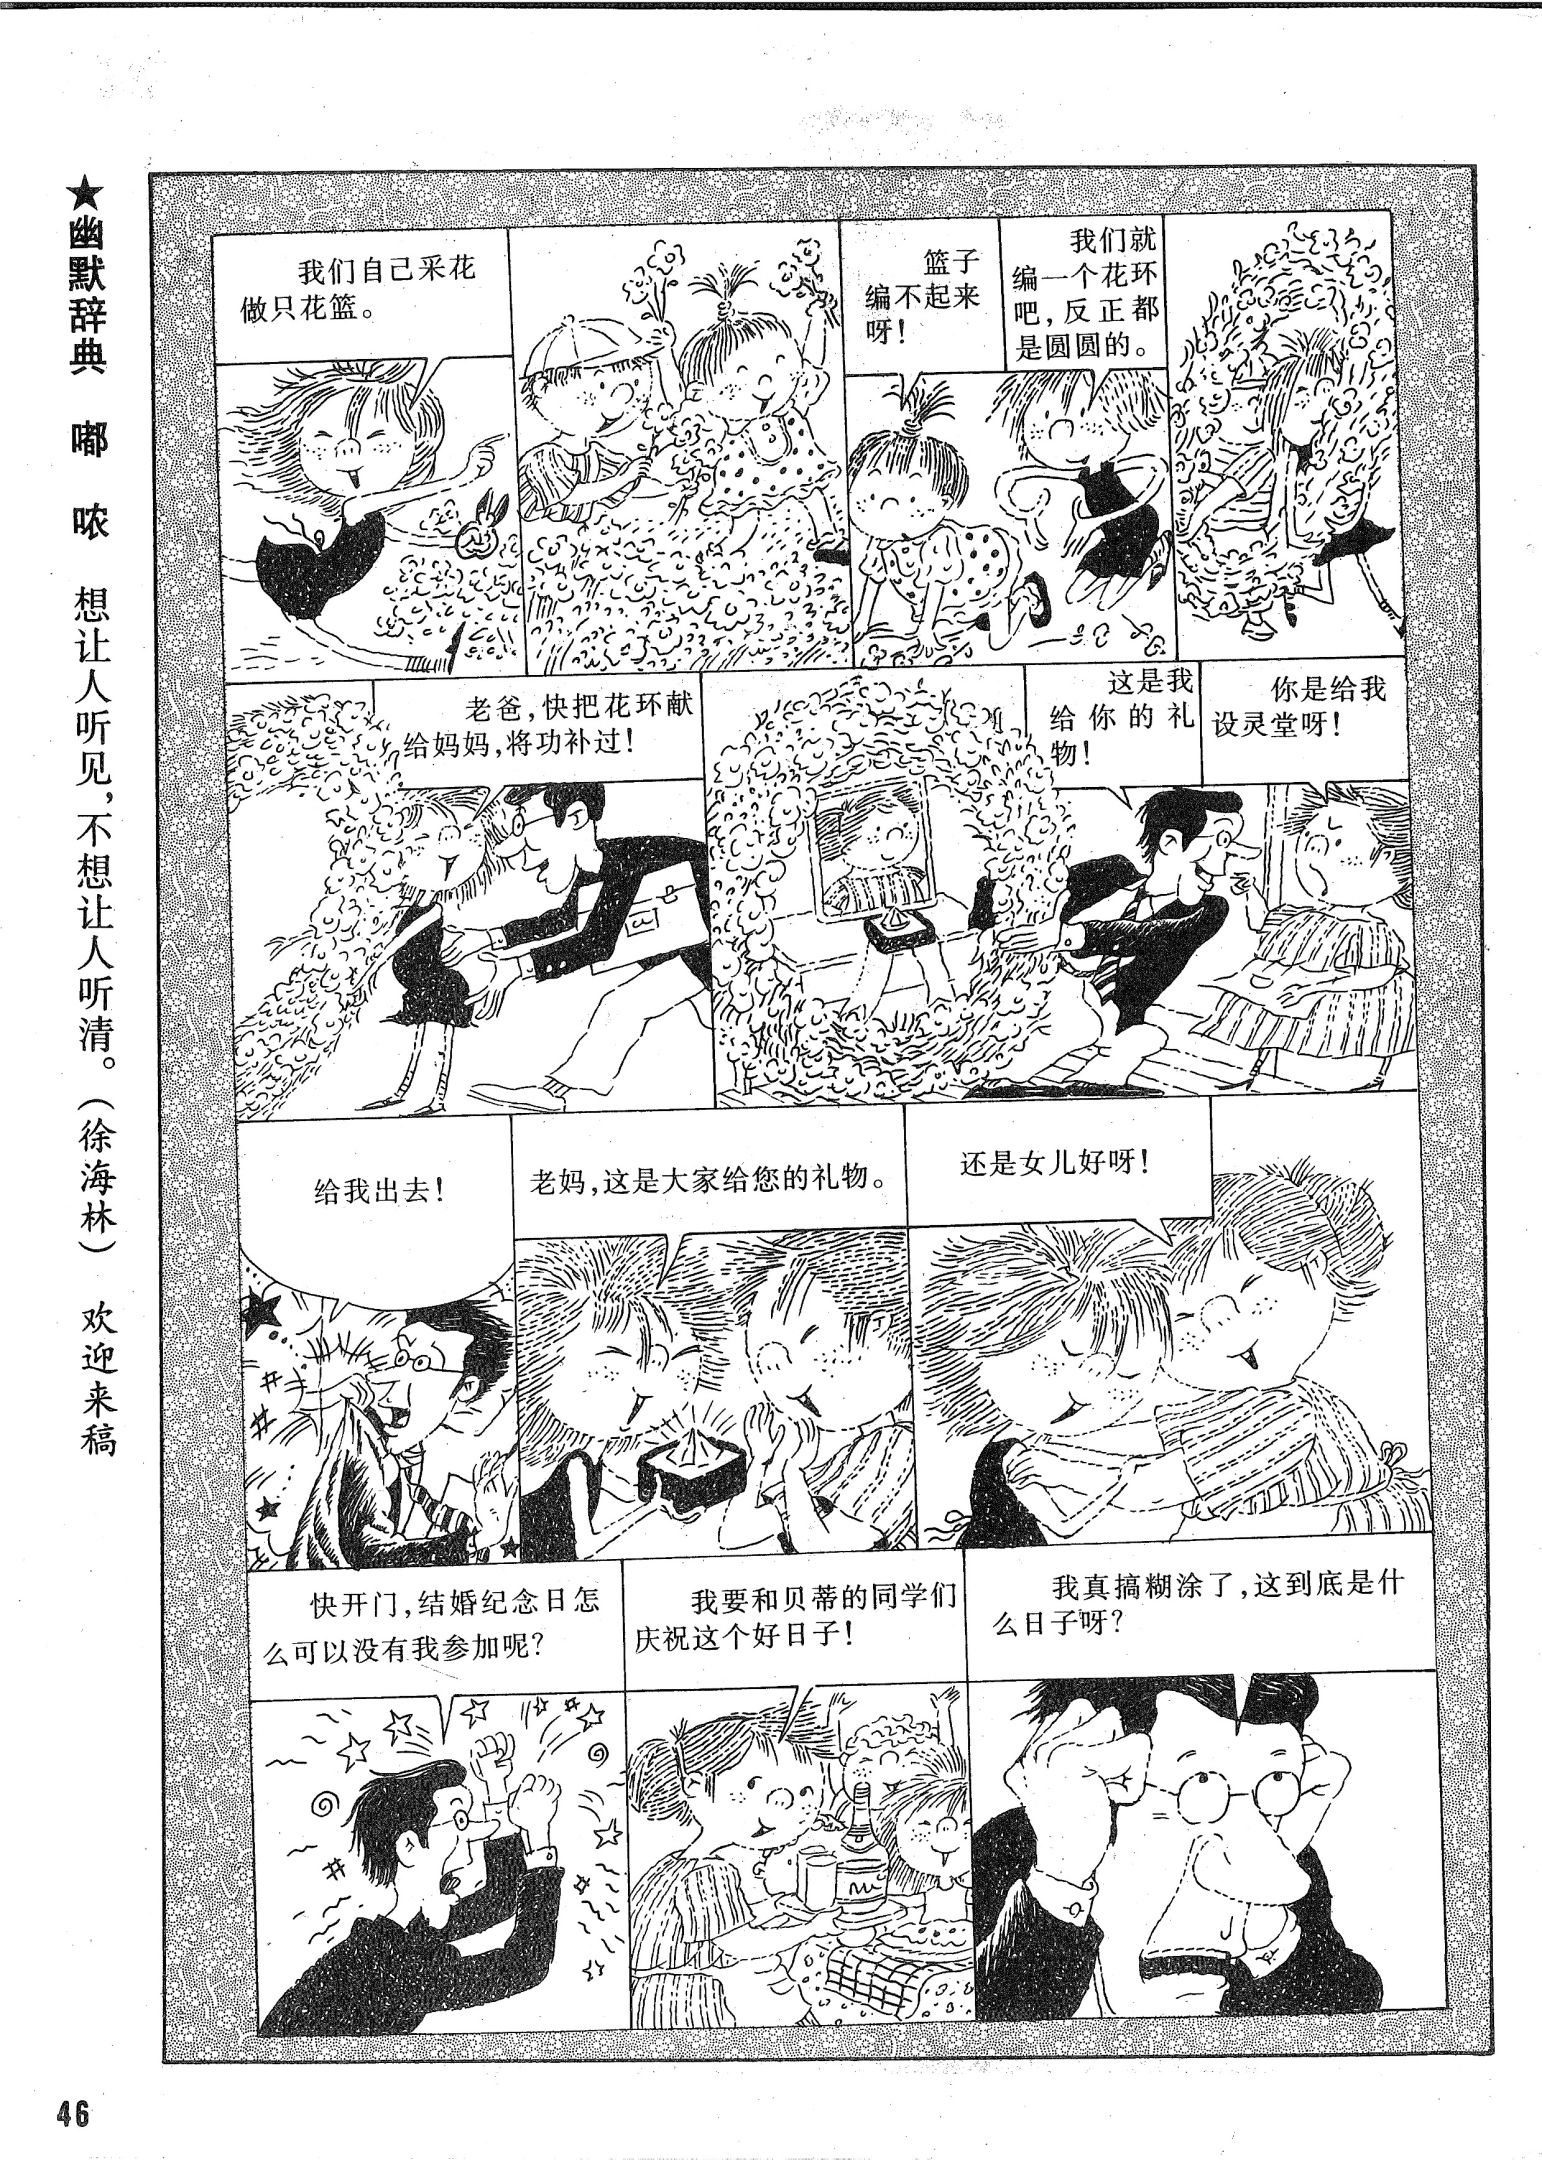 ★幽默辞典 嘟哝 想让人听见,不想让人听清。(徐海林) 欢迎来稿
我们自己采花
做只花篮。
篮子
编不起来
呀!
我们就
编一个花环
吧,反正都
是圆圆的。
老爸,快把花环献
给妈妈,将功补过!
这是我
给你的礼
物!
你是给我
设灵堂呀!
给我出去!
老妈,这是大家给您的礼物。
还是女儿好呀!
快开门,结婚纪念日怎
么可以没有我参加呢?
我要和贝蒂的同学们
庆祝这个好日子!
我真搞糊涂了,这到底是什
么日子呀?
46